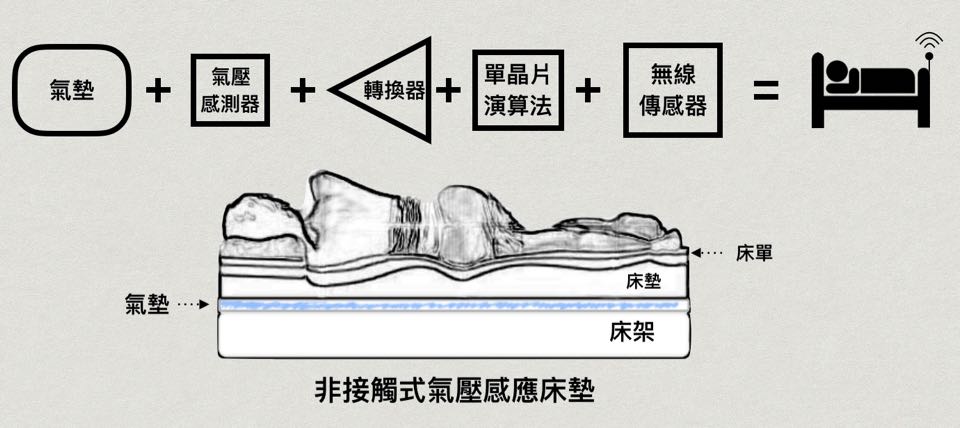 氣墊
+
氣壓
感測器
+
轉換器
+
單晶片
演算法
+
無線
傳感器
=
床單
床墊
氣墊
床架
非接觸式氣壓感應床墊